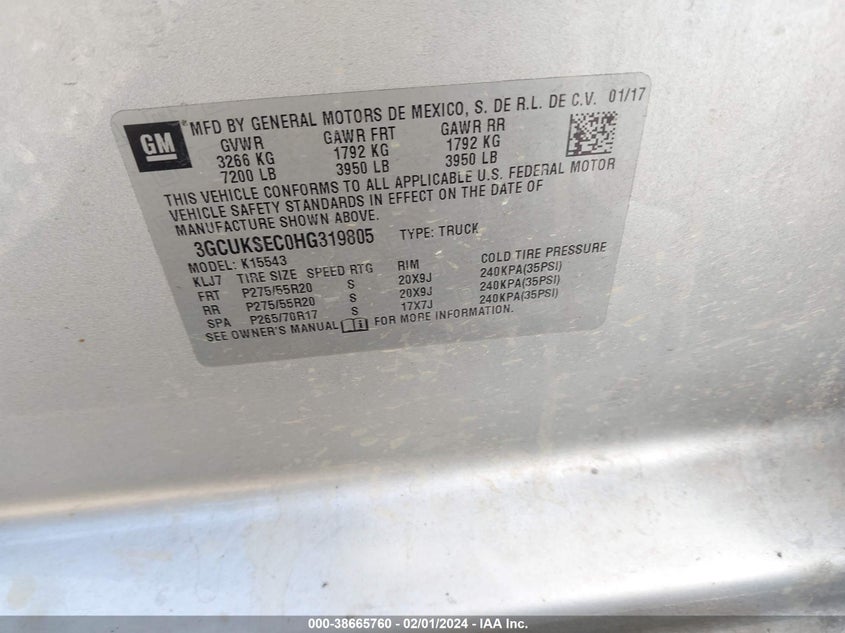 GM
MFD BY GENERAL MOTORS DE MEXICO, S. DE R.L. DE C.V. 01/17
GVWR GAWR FRT GAWR RR
3266 KG 1792 KG 1792 KG
7200 LB 3950 LB 3950 LB
THIS VEHICLE CONFORMS TO ALL APPLICABLE U.S. FEDERAL MOTOR
VEHICLE SAFETY STANDARDS IN EFFECT ON THE DATE OF
MANUFACTURE SHOWN ABOVE.
3GCUKSEC0HG319805 TYPE: TRUCK
MODEL: K15543
KLJ7 TIRE SIZE SPEED RTG RIM COLD TIRE PRESSURE
FRT P275/55R20 S 20X9J 240KPA(35PSI)
RR P275/55R20 S 20X9J 240KPA(35PSI)
SPA P265/70R17 S 17X7J 240KPA(35PSI)
SEE OWNER'S MANUAL FOR MORE INFORMATION.
000-38665760 / 02/01/2024 - IAA Inc.